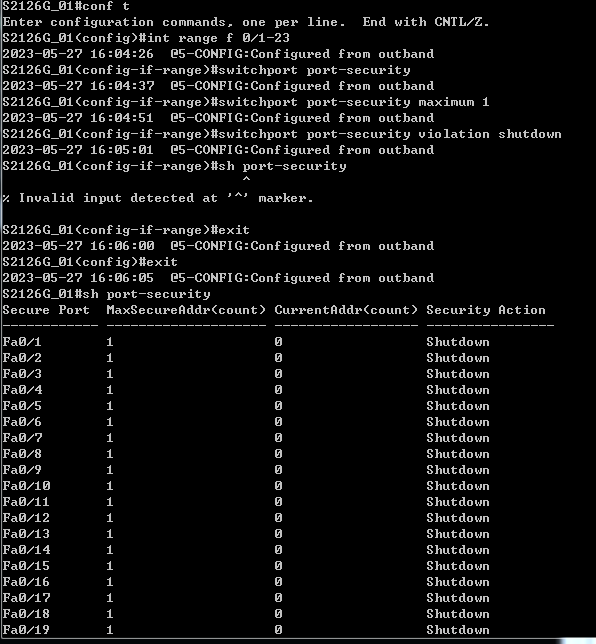 S2126G_01#conf t
Enter configuration commands, one per line.  End with CNTL/Z.
S2126G_01(config)#int range f 0/1-23
2023-05-27 16:04:26  @5-CONFIG:Configured from outband
S2126G_01(config-if-range)#switchport port-security
2023-05-27 16:04:37  @5-CONFIG:Configured from outband
S2126G_01(config-if-range)#switchport port-security maximum 1
2023-05-27 16:04:51  @5-CONFIG:Configured from outband
S2126G_01(config-if-range)#switchport port-security violation shutdown
2023-05-27 16:05:01  @5-CONFIG:Configured from outband
S2126G_01(config-if-range)#sh port-security
                              ^
% Invalid input detected at '^' marker.

S2126G_01(config-if-range)#exit
2023-05-27 16:06:00  @5-CONFIG:Configured from outband
S2126G_01(config)#exit
2023-05-27 16:06:05  @5-CONFIG:Configured from outband
S2126G_01#sh port-security
Secure Port  MaxSecureAddr(count) CurrentAddr(count) Security Action
------------ -------------------- ------------------ ----------------
Fa0/1        1                    0                  Shutdown
Fa0/2        1                    0                  Shutdown
Fa0/3        1                    0                  Shutdown
Fa0/4        1                    0                  Shutdown
Fa0/5        1                    0                  Shutdown
Fa0/6        1                    0                  Shutdown
Fa0/7        1                    0                  Shutdown
Fa0/8        1                    0                  Shutdown
Fa0/9        1                    0                  Shutdown
Fa0/10       1                    0                  Shutdown
Fa0/11       1                    0                  Shutdown
Fa0/12       1                    0                  Shutdown
Fa0/13       1                    0                  Shutdown
Fa0/14       1                    0                  Shutdown
Fa0/15       1                    0                  Shutdown
Fa0/16       1                    0                  Shutdown
Fa0/17       1                    0                  Shutdown
Fa0/18       1                    0                  Shutdown
Fa0/19       1                    0                  Shutdown